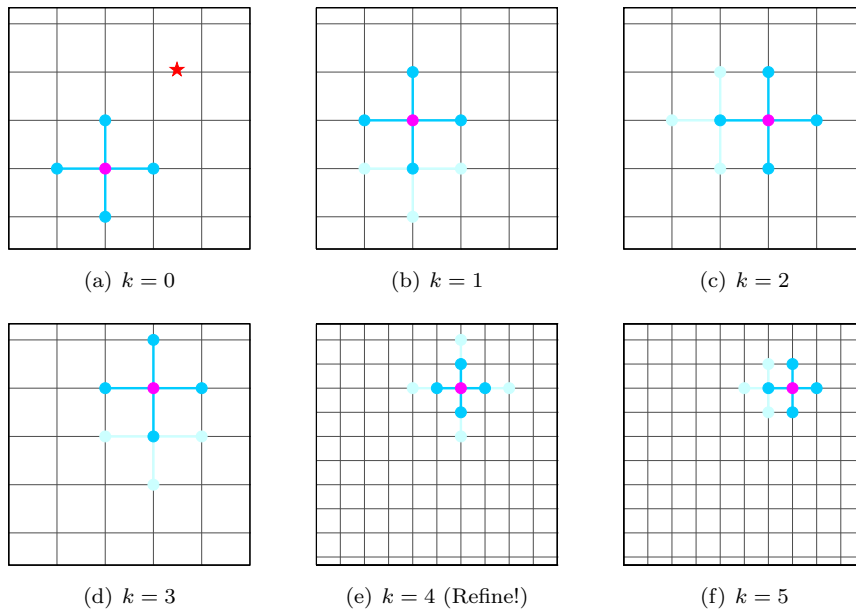 (a) k = 0
(b) k = 1
(c) k = 2
(d) k = 3
(e) k = 4 (Refine!)
(f) k = 5